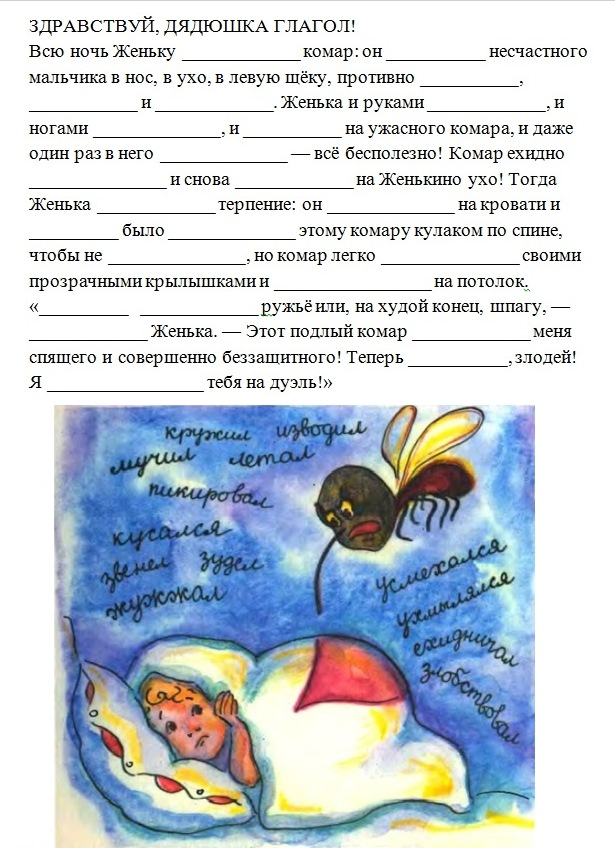 ЗДРАВСТВУЙ, ДЯДЮШКА ГЛАГОЛ!
Всю ночь Женьку ____________ комар: он __________ несчастного
мальчика в нос, в ухо, в левую щёку, противно __________,
___________ и ____________. Женька и руками ____________, и
ногами _____________, и __________ на ужасного комара, и даже
один раз в него _____________ — всё бесполезно! Комар ехидно
______________ и снова ____________ на Женькино ухо! Тогда
Женька ____________ терпение: он _____________ на кровати и
_________ было _____________ этому комару кулаком по спине,
чтобы не ______________, но комар легко ______________ своими
прозрачными крылышками и ________________ на потолок.
«_________ ____________ ружьё или, на худой конец, шпагу, —
____________ Женька. — Этот подлый комар ____________ меня
спящего и совершенно беззащитного! Теперь __________, злодей!
Я ________________ тебя на дуэль!»
кружил изводил
мучил летал
пикировал
кусался
звенел зудел
жужжал
усмехался
ухмылялся
ехидничал
злобствовал